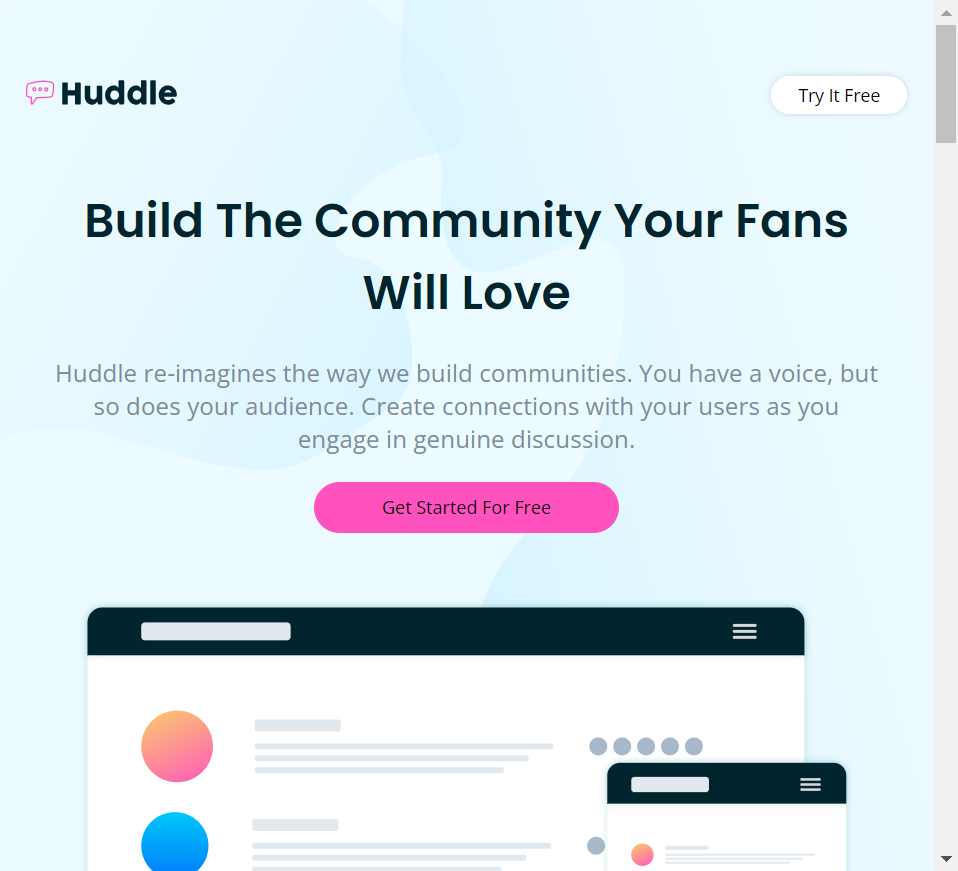 Huddle
Try It Free
Build The Community Your Fans
Will Love
Huddle re-imagines the way we build communities. You have a voice, but
so does your audience. Create connections with your users as you
engage in genuine discussion.
Get Started For Free